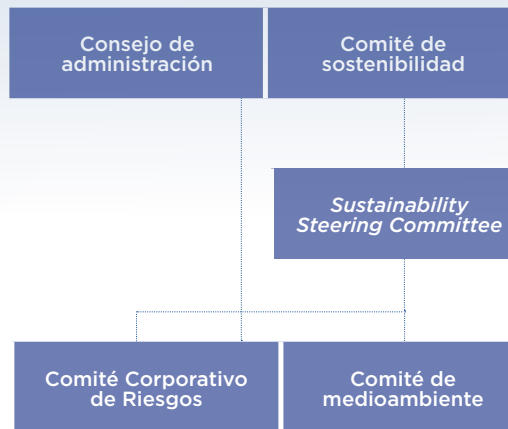 Consejo de
administración
Comité de
sostenibilidad
Sustainability
Steering Committee
Comité Corporativo
de Riesgos
Comité de
medioambiente